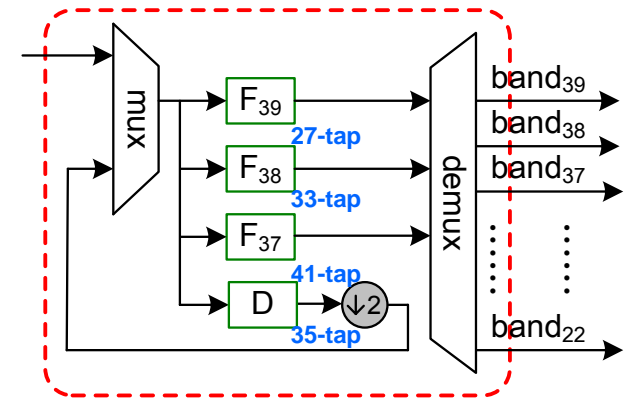 mux
F₃₉
27-tap
F₃₈
33-tap
F₃₇
41-tap
D
↓2
35-tap
demux
band₃₉
band₃₈
band₃₇
band₂₂